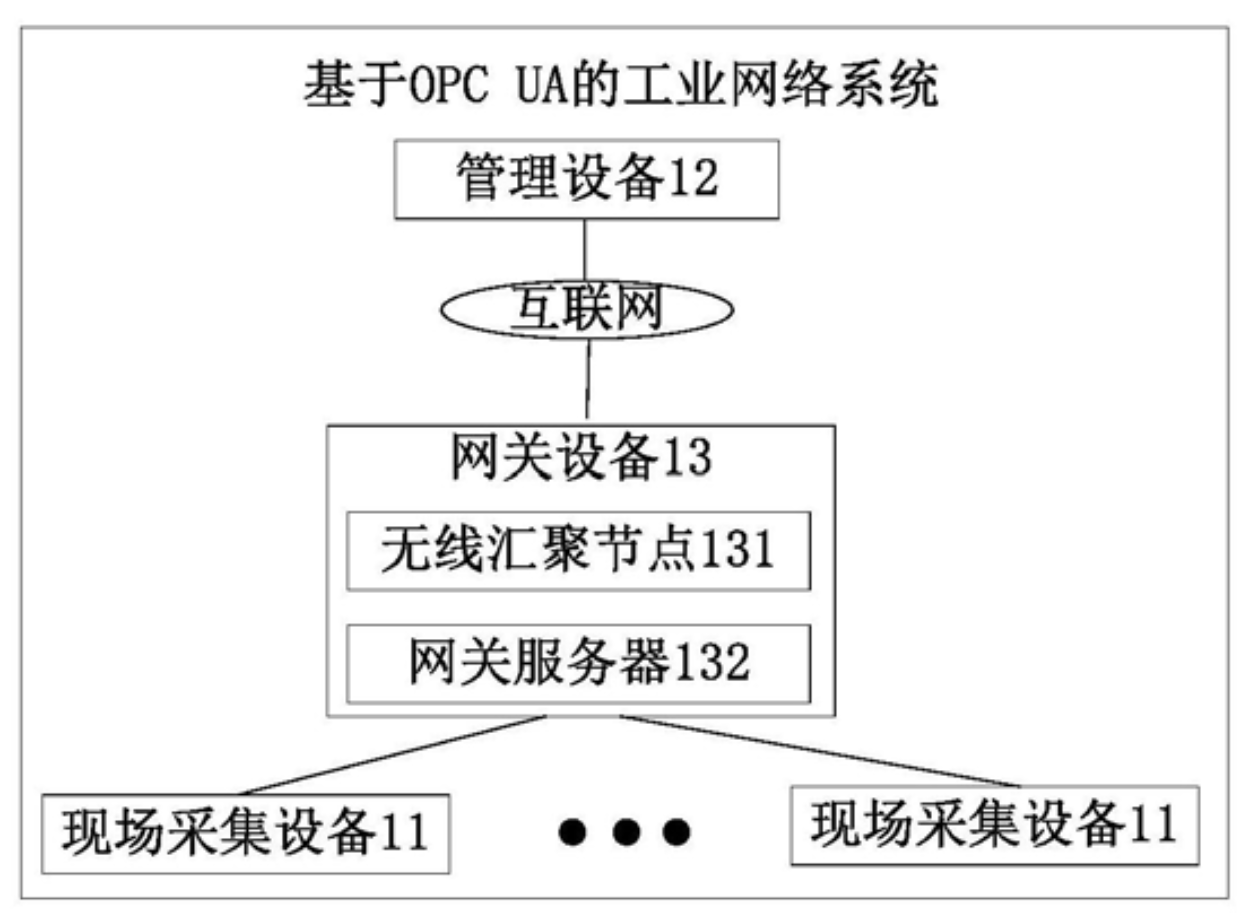 基于OPC UA的工业网络系统
管理设备12
互联网
网关设备13
无线汇聚节点131
网关服务器132
现场采集设备11
现场采集设备11